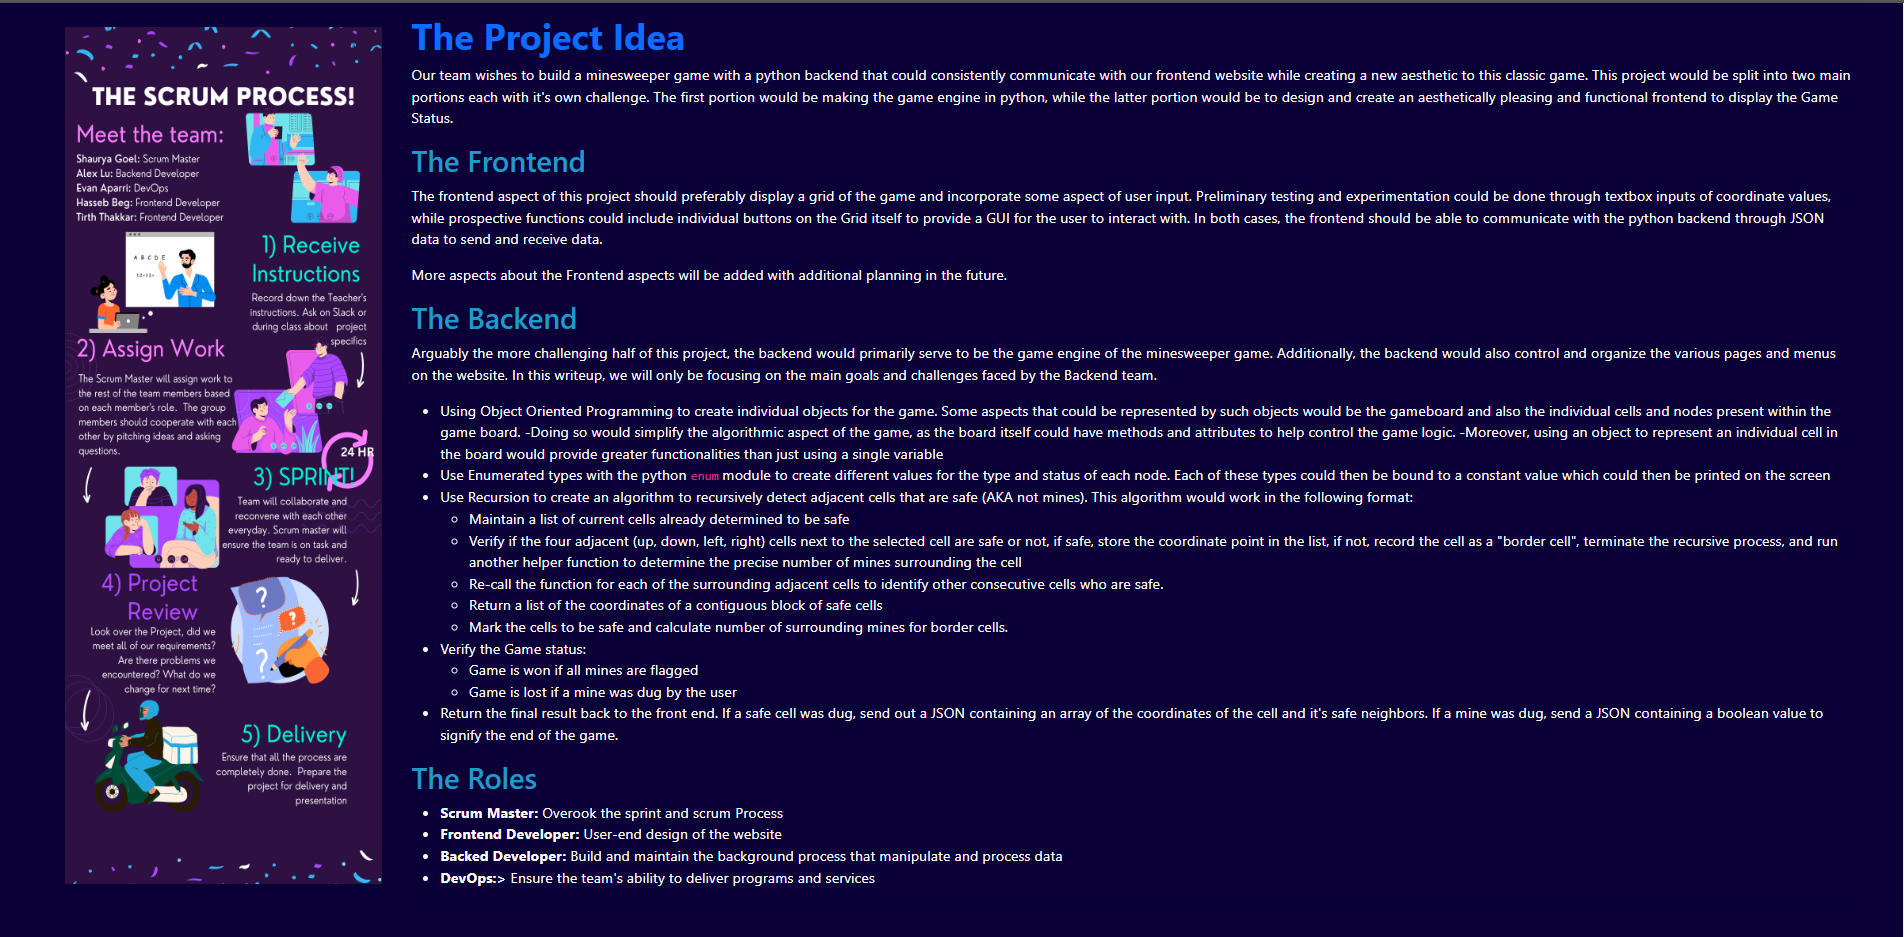 THE SCRUM PROCESS!
Meet the team:
Shaurya Goel: Scrum Master
Alex Lu: Backend Developer
Evan Aparri: DevOps
Hasseb Beg: Frontend Developer
Tirth Thakkar: Frontend Developer
A B C D E
1) Receive
Instructions
Record down the Teacher's
instructions. Ask on Slack or
during class about project
specifics
2) Assign Work
The Scrum Master will assign work to
the rest of the team members based
on each member's role. The group
members should cooperate with each
other by pitching ideas and asking
questions.
24 HR
3) SPRINT!
Team will collaborate and
reconvene with each other
everyday. Scrum master will
ensure the team is on task and
ready to deliver.
4) Project
Review
Look over the Project, did we
meet all of our requirements?
Are there problems we
encountered? What do we
change for next time?
?
?
?
5) Delivery
Ensure that all the process are
completely done. Prepare the
project for delivery and
presentation
The Project Idea
Our team wishes to build a minesweeper game with a python backend that could consistently communicate with our frontend website while creating a new aesthetic to this classic game. This project would be split into two main
portions each with it's own challenge. The first portion would be making the game engine in python, while the latter portion would be to design and create an aesthetically pleasing and functional frontend to display the Game
Status.
The Frontend
The frontend aspect of this project should preferably display a grid of the game and incorporate some aspect of user input. Preliminary testing and experimentation could be done through textbox inputs of coordinate values,
while prospective functions could include individual buttons on the Grid itself to provide a GUI for the user to interact with. In both cases, the frontend should be able to communicate with the python backend through JSON
data to send and receive data.
More aspects about the Frontend aspects will be added with additional planning in the future.
The Backend
Arguably the more challenging half of this project, the backend would primarily serve to be the game engine of the minesweeper game. Additionally, the backend would also control and organize the various pages and menus
on the website. In this writeup, we will only be focusing on the main goals and challenges faced by the Backend team.
• Using Object Oriented Programming to create individual objects for the game. Some aspects that could be represented by such objects would be the gameboard and also the individual cells and nodes present within the
game board. -Doing so would simplify the algorithmic aspect of the game, as the board itself could have methods and attributes to help control the game logic. -Moreover, using an object to represent an individual cell in
the board would provide greater functionalities than just using a single variable
• Use Enumerated types with the python enum module to create different values for the type and status of each node. Each of these types could then be bound to a constant value which could then be printed on the screen
• Use Recursion to create an algorithm to recursively detect adjacent cells that are safe (AKA not mines). This algorithm would work in the following format:
◦ Maintain a list of current cells already determined to be safe
◦ Verify if the four adjacent (up, down, left, right) cells next to the selected cell are safe or not, if safe, store the coordinate point in the list, if not, record the cell as a "border cell", terminate the recursive process, and run
another helper function to determine the precise number of mines surrounding the cell
◦ Re-call the function for each of the surrounding adjacent cells to identify other consecutive cells who are safe.
◦ Return a list of the coordinates of a contiguous block of safe cells
◦ Mark the cells to be safe and calculate number of surrounding mines for border cells.
• Verify the Game status:
◦ Game is won if all mines are flagged
◦ Game is lost if a mine was dug by the user
• Return the final result back to the front end. If a safe cell was dug, send out a JSON containing an array of the coordinates of the cell and it's safe neighbors. If a mine was dug, send a JSON containing a boolean value to
signify the end of the game.
The Roles
• Scrum Master: Overook the sprint and scrum Process
• Frontend Developer: User-end design of the website
• Backed Developer: Build and maintain the background process that manipulate and process data
• DevOps:> Ensure the team's ability to deliver programs and services